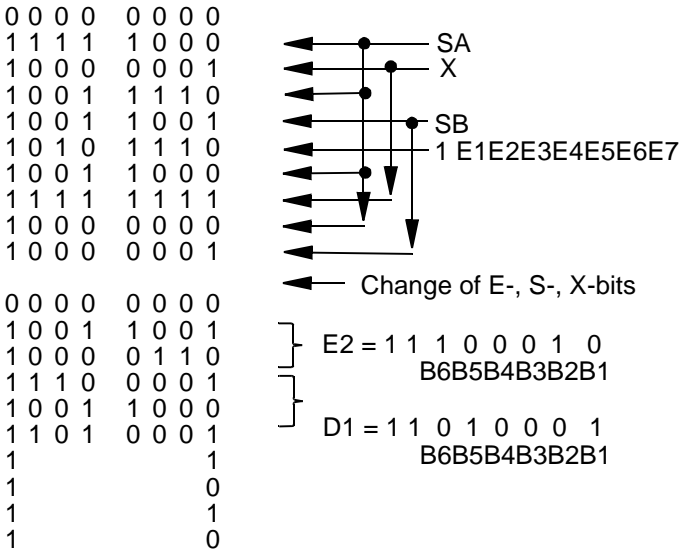 0 0 0 0 0 0 0 0
1 1 1 1 1 0 0 0
SA
1 0 0 0 0 0 0 1
X
1 0 0 1 1 1 1 0
1 0 0 1 1 0 0 1
SB
1 0 1 0 1 1 1 0
1 E1E2E3E4E5E6E7
1 0 0 1 1 0 0 0
1 1 1 1 1 1 1 1
1 0 0 0 0 0 0 0
1 0 0 0 0 0 0 1
Change of E-, S-, X-bits
0 0 0 0 0 0 0 0
1 0 0 1 1 0 0 1
E2 = 1 1 1 0 0 0 1 0
1 0 0 0 0 1 1 0
B6B5B4B3B2B1
1 1 1 0 0 0 0 1
1 0 0 1 1 0 0 0
D1 = 1 1 0 1 0 0 0 1
1 1 0 1 0 0 0 1
B6B5B4B3B2B1
1 1
1 0
1 1
1 0